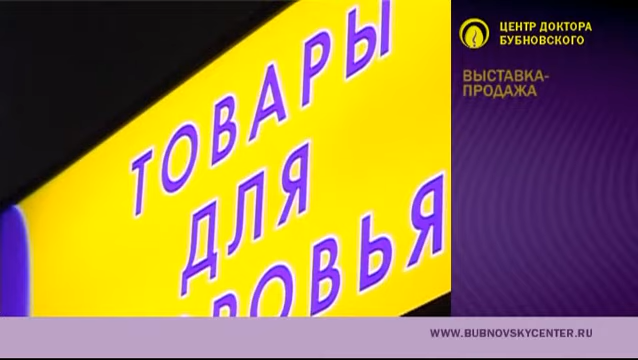 ТОВАРЫ
ДЛЯ
ЦЕНТР ДОКТОРА
БУБНОВСКОГО
ВЫСТАВКА-
ПРОДАЖА
WWW.BUBNOVSKYCENTER.RU